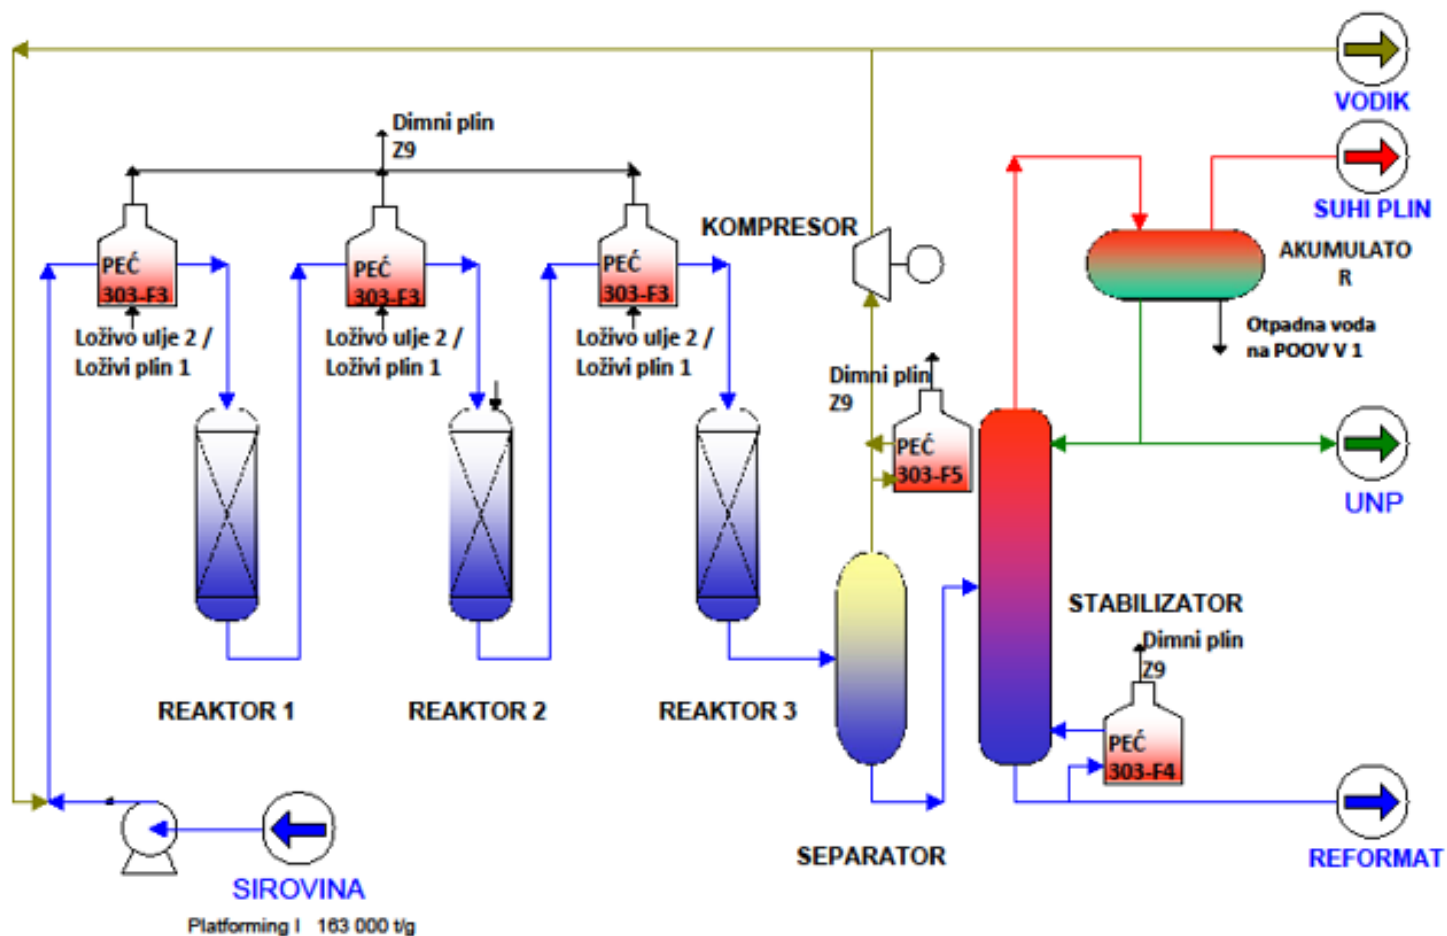 VODIK
Dimni plin
Z9
SUHI PLIN
KOMPRESOR
AKUMULATO
R
PEĆ
303-F3
PEĆ
303-F3
PEĆ
303-F3
Loživo ulje 2 /
Loživi plin 1
Loživo ulje 2 /
Loživi plin 1
Loživo ulje 2 /
Loživi plin 1
Otpadna voda
na POOV V 1
Dimni plin
Z9
PEĆ
303-F5
UNP
STABILIZATOR
Dimni plin
Z9
REAKTOR 1
REAKTOR 2
REAKTOR 3
PEĆ
303-F4
SEPARATOR
REFORMAT
SIROVINA
Platforming I 163 000 t/g